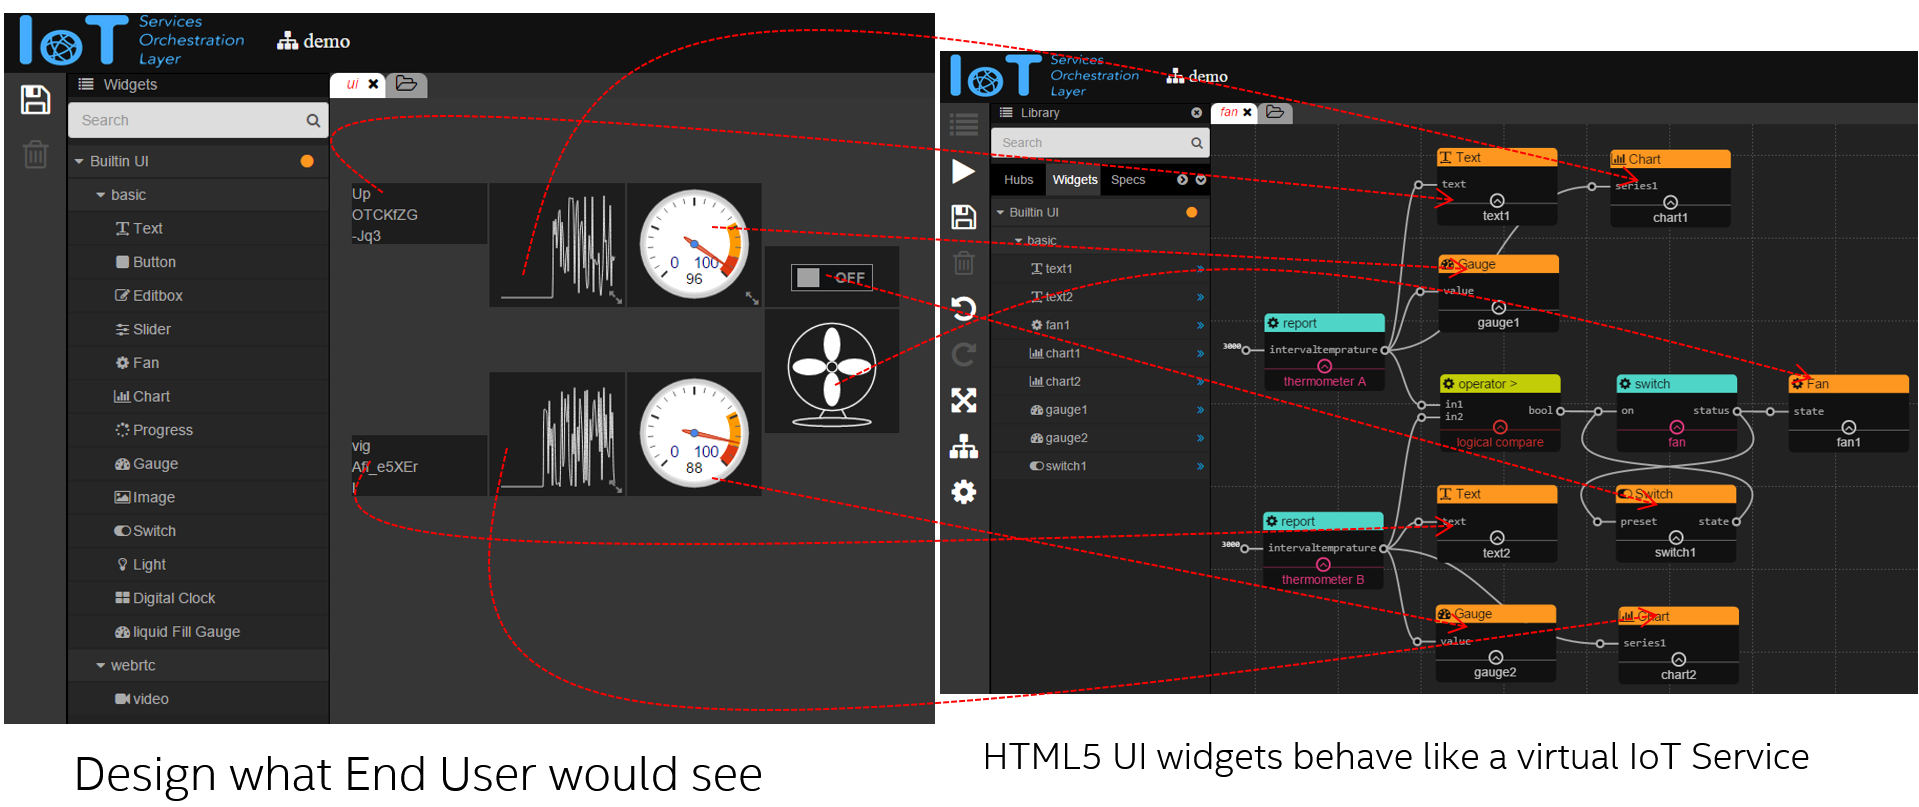 IoT Services
Orchestration
Layer
demo
Widgets
ui
Search
Builtin UI
basic
Text
Button
Editbox
Slider
Fan
Chart
Progress
Gauge
Image
Switch
Light
Digital Clock
liquid Fill Gauge
webrtc
video
Up
OTCKfZG
-Jq3
0 100
96
OFF
vig
Afl_e5XEr
0 100
88
Design what End User would see
IoT Services
Orchestration
Layer
demo
Library
fan
Search
Hubs Widgets Specs
Builtin UI
basic
text1
text2
fan1
chart1
chart2
gauge1
gauge2
switch1
Text
text
text1
Chart
series1
chart1
Gauge
value
gauge1
report
3000
interval temprature
thermometer A
operator >
in1
in2
bool
logical compare
switch
on status
fan
Fan
state
fan1
Text
text
text2
Switch
preset state
switch1
report
3000
interval temprature
thermometer B
Gauge
value
gauge2
Chart
series1
chart2
HTML5 UI widgets behave like a virtual IoT Service